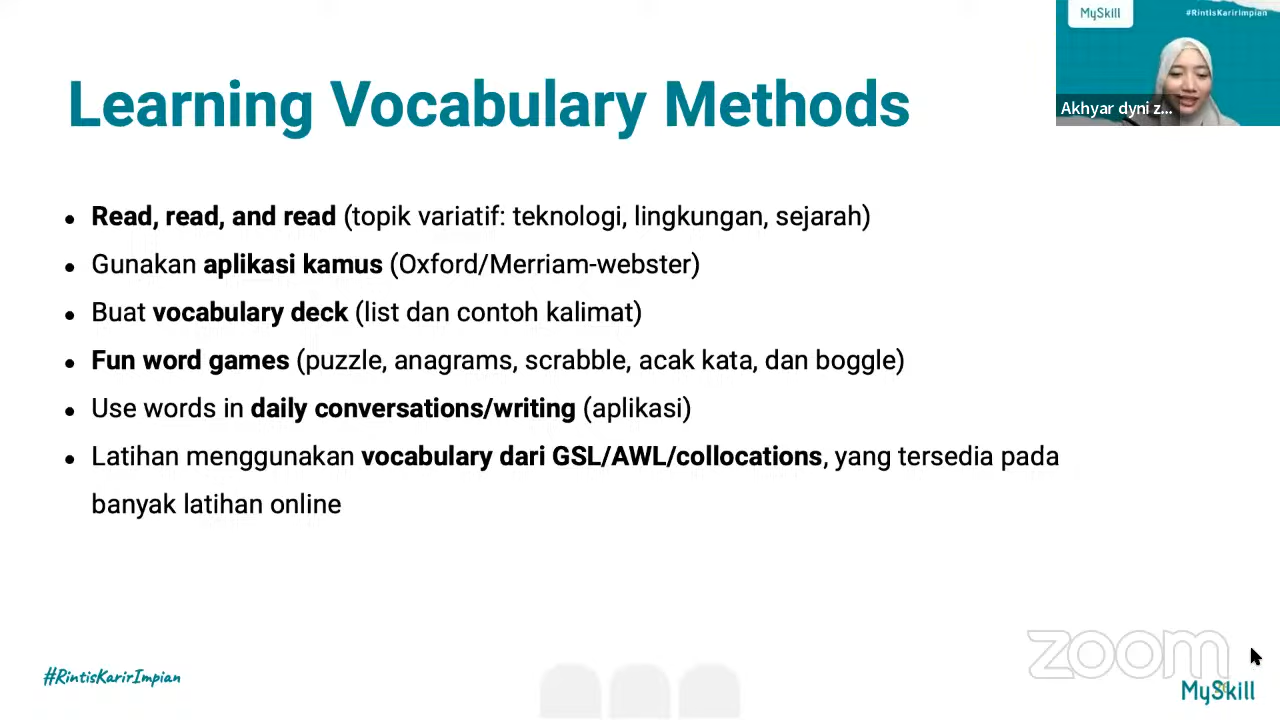 MySkill
#RintisKarirImpian
Akhyar dyni z...
Learning Vocabulary Methods
• Read, read, and read (topik variatif: teknologi, lingkungan, sejarah)
• Gunakan aplikasi kamus (Oxford/Merriam-webster)
• Buat vocabulary deck (list dan contoh kalimat)
• Fun word games (puzzle, anagrams, scrabble, acak kata, dan boggle)
• Use words in daily conversations/writing (aplikasi)
• Latihan menggunakan vocabulary dari GSL/AWL/collocations, yang tersedia pada
banyak latihan online
zoom
#RintisKarirImpian
MySkill